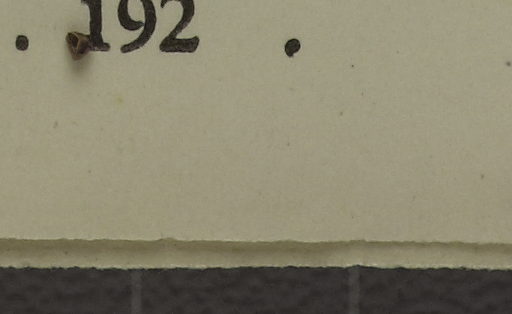 . 192 .